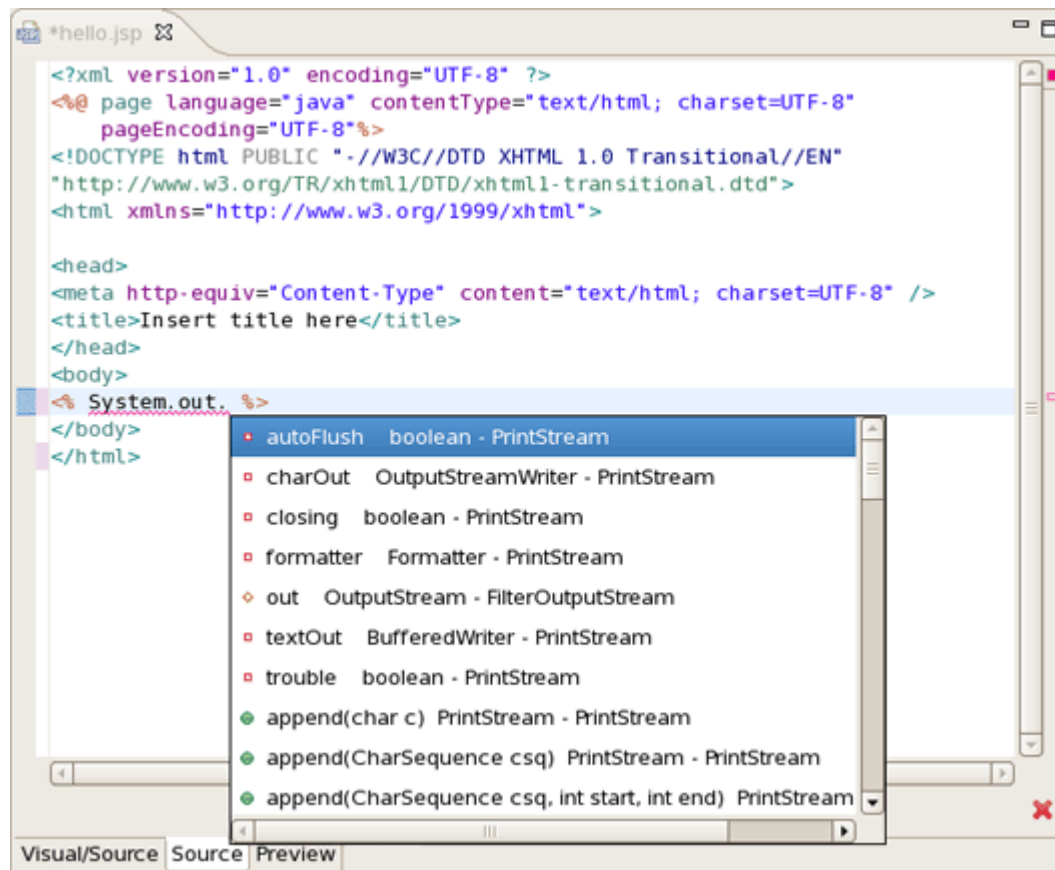 *hello.jsp
<?xml version="1.0" encoding="UTF-8" ?>
<%@ page language="java" contentType="text/html; charset=UTF-8"
    pageEncoding="UTF-8"%>
<!DOCTYPE html PUBLIC "-//W3C//DTD XHTML 1.0 Transitional//EN"
"http://www.w3.org/TR/xhtml1/DTD/xhtml1-transitional.dtd">
<html xmlns="http://www.w3.org/1999/xhtml">
<head>
<meta http-equiv="Content-Type" content="text/html; charset=UTF-8" />
<title>Insert title here</title>
</head>
<body>
<% System.out. %>
</body>
</html>
autoFlush boolean - PrintStream
charOut OutputStreamWriter - PrintStream
closing boolean - PrintStream
formatter Formatter - PrintStream
out OutputStream - FilterOutputStream
textOut BufferedWriter - PrintStream
trouble boolean - PrintStream
append(char c) PrintStream - PrintStream
append(CharSequence csq) PrintStream - PrintStream
append(CharSequence csq, int start, int end) PrintStream
Visual/Source Source Preview